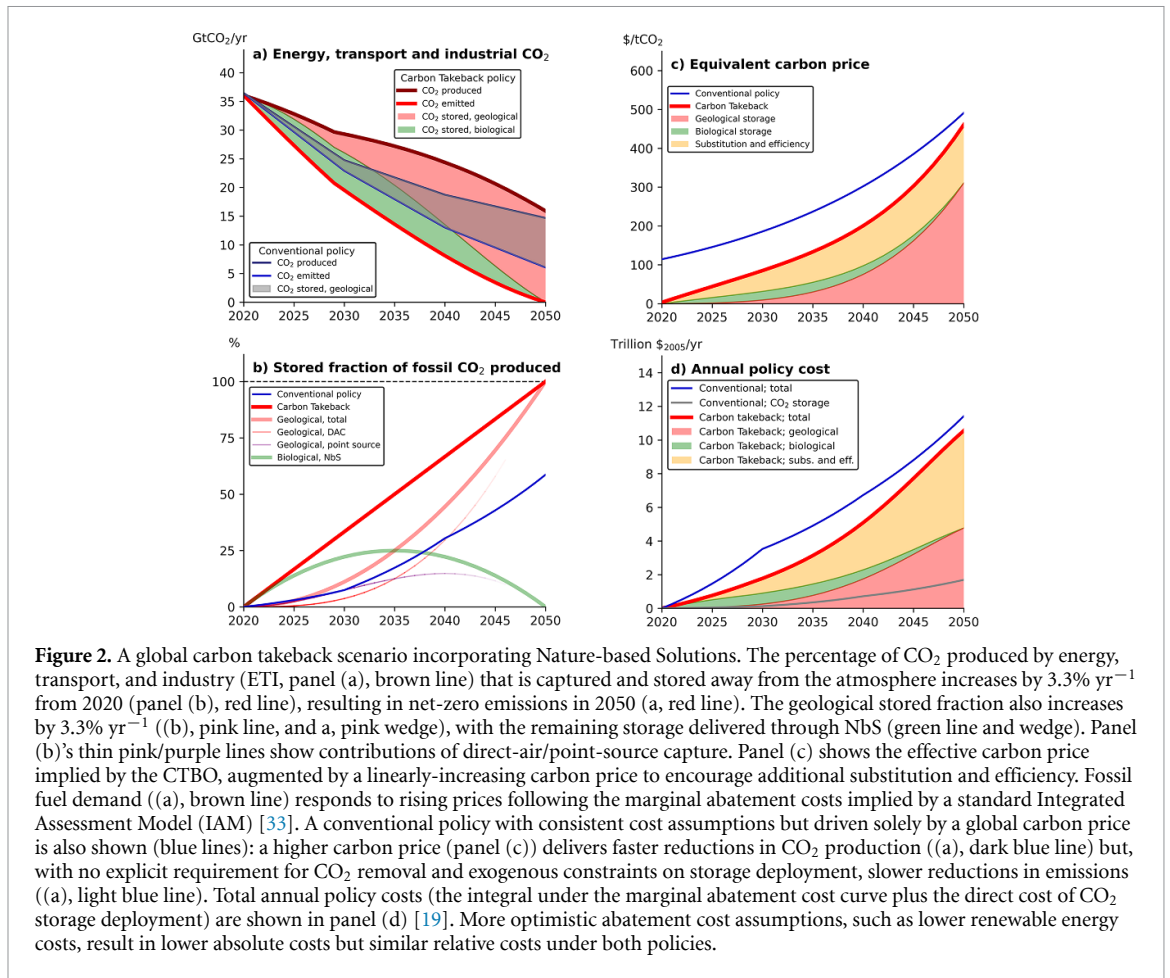 GtCO₂/yr
a) Energy, transport and industrial CO₂
40
35
30
25
20
15
10
5
0
Carbon Takeback policy
CO₂ produced
CO₂ emitted
CO₂ stored, geological
CO₂ stored, biological
Conventional policy
CO₂ produced
CO₂ emitted
CO₂ stored, geological
2020 2025 2030 2035 2040 2045 2050
$/tCO₂
c) Equivalent carbon price
600
500
400
300
200
100
0
Conventional policy
Carbon Takeback
Geological storage
Biological storage
Substitution and efficiency
2020 2025 2030 2035 2040 2045 2050
%
b) Stored fraction of fossil CO₂ produced
100
75
50
25
0
Conventional policy
Carbon Takeback
Geological, total
Geological, DAC
Geological, point source
Biological, NbS
2020 2025 2030 2035 2040 2045 2050
Trillion $₂₀₀₅/yr
d) Annual policy cost
14
12
10
8
6
4
2
0
Conventional; total
Conventional; CO₂ storage
Carbon takeback; total
Carbon Takeback; geological
Carbon Takeback; biological
Carbon Takeback; subs. and eff.
2020 2025 2030 2035 2040 2045 2050
Figure 2. A global carbon takeback scenario incorporating Nature-based Solutions. The percentage of CO₂ produced by energy,
transport, and industry (ETI, panel (a), brown line) that is captured and stored away from the atmosphere increases by 3.3% yr⁻¹
from 2020 (panel (b), red line), resulting in net-zero emissions in 2050 (a, red line). The geological stored fraction also increases
by 3.3% yr⁻¹ ((b), pink line, and a, pink wedge), with the remaining storage delivered through NbS (green line and wedge). Panel
(b)'s thin pink/purple lines show contributions of direct-air/point-source capture. Panel (c) shows the effective carbon price
implied by the CTBO, augmented by a linearly-increasing carbon price to encourage additional substitution and efficiency. Fossil
fuel demand ((a), brown line) responds to rising prices following the marginal abatement costs implied by a standard Integrated
Assessment Model (IAM) [33]. A conventional policy with consistent cost assumptions but driven solely by a global carbon price
is also shown (blue lines): a higher carbon price (panel (c)) delivers faster reductions in CO₂ production ((a), dark blue line) but,
with no explicit requirement for CO₂ removal and exogenous constraints on storage deployment, slower reductions in emissions
((a), light blue line). Total annual policy costs (the integral under the marginal abatement cost curve plus the direct cost of CO₂
storage deployment) are shown in panel (d) [19]. More optimistic abatement cost assumptions, such as lower renewable energy
costs, result in lower absolute costs but similar relative costs under both policies.